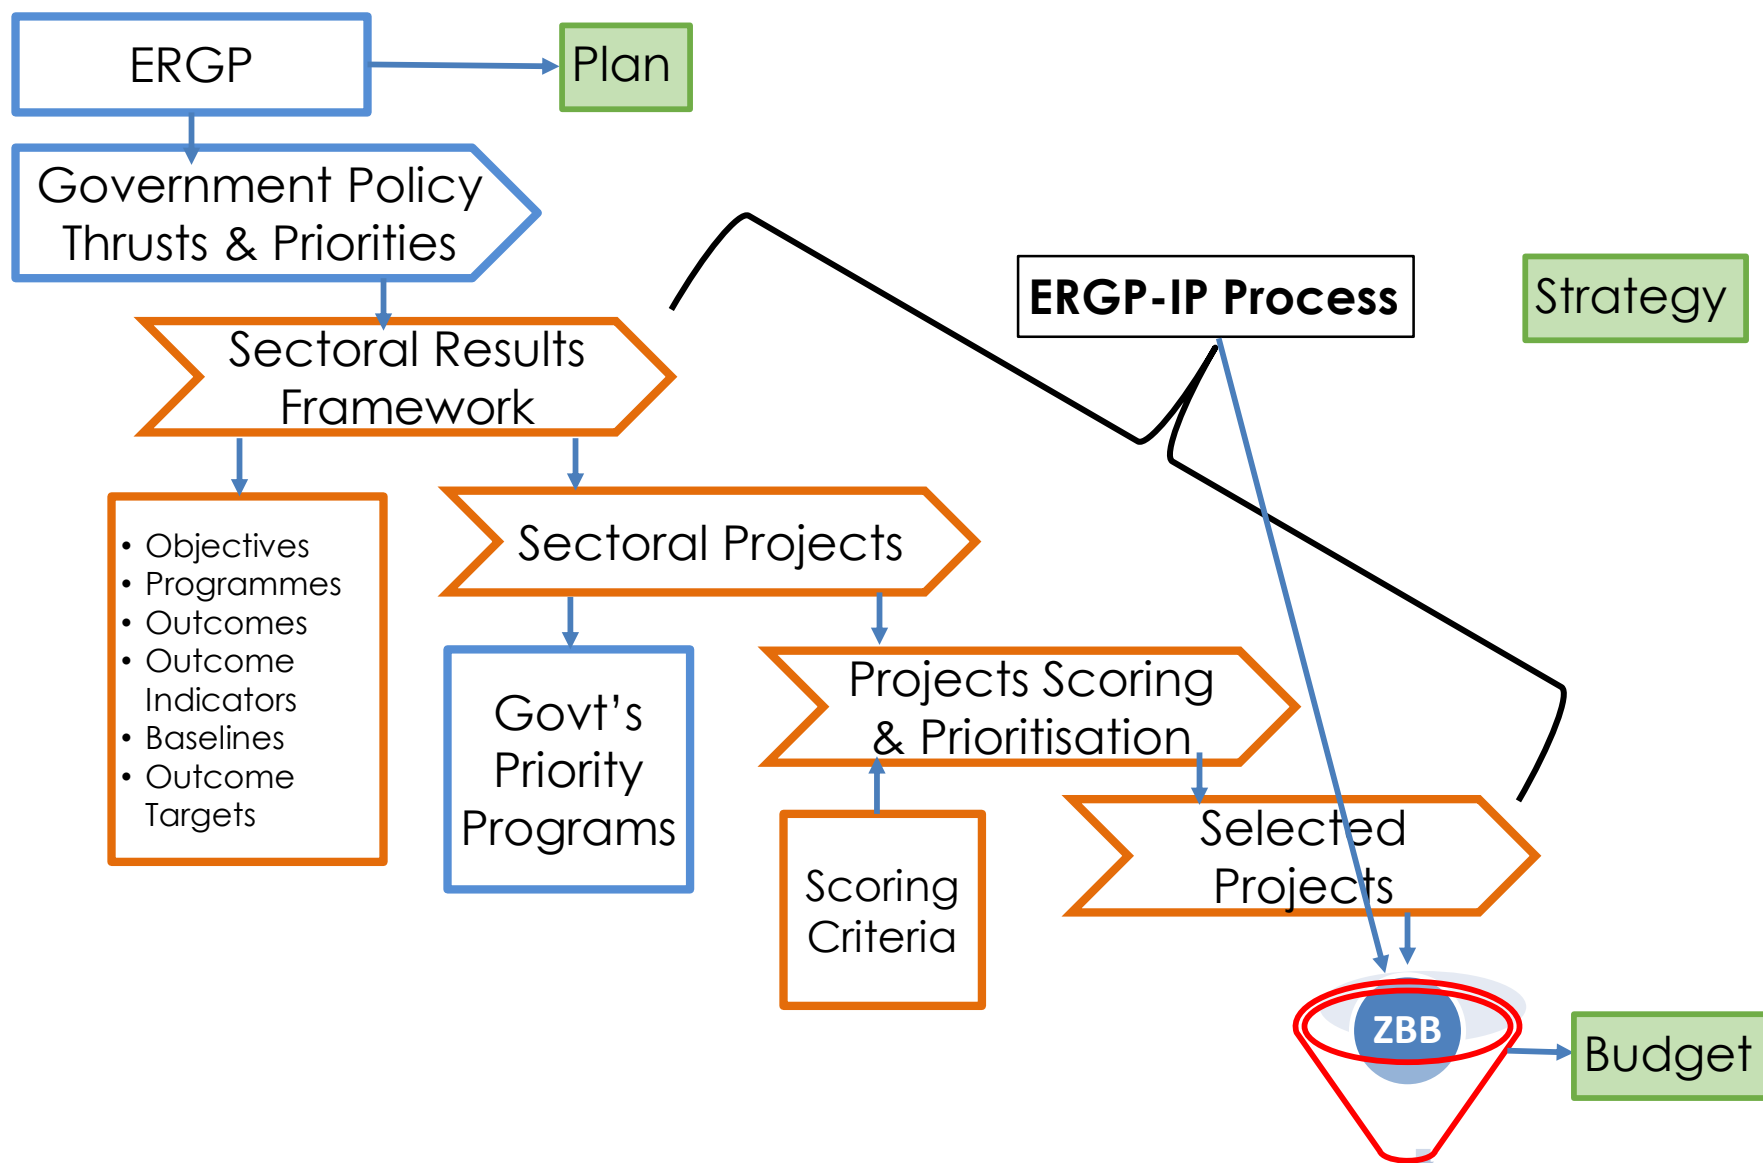 ERGP
Plan
Government Policy
Thrusts & Priorities
ERGP-IP Process
Strategy
Sectoral Results
Framework
• Objectives
• Programmes
• Outcomes
• Outcome
Indicators
• Baselines
• Outcome
Targets
Sectoral Projects
Govt's
Priority
Programs
Projects Scoring
& Prioritisation
Scoring
Criteria
Selected
Projects
ZBB
Budget